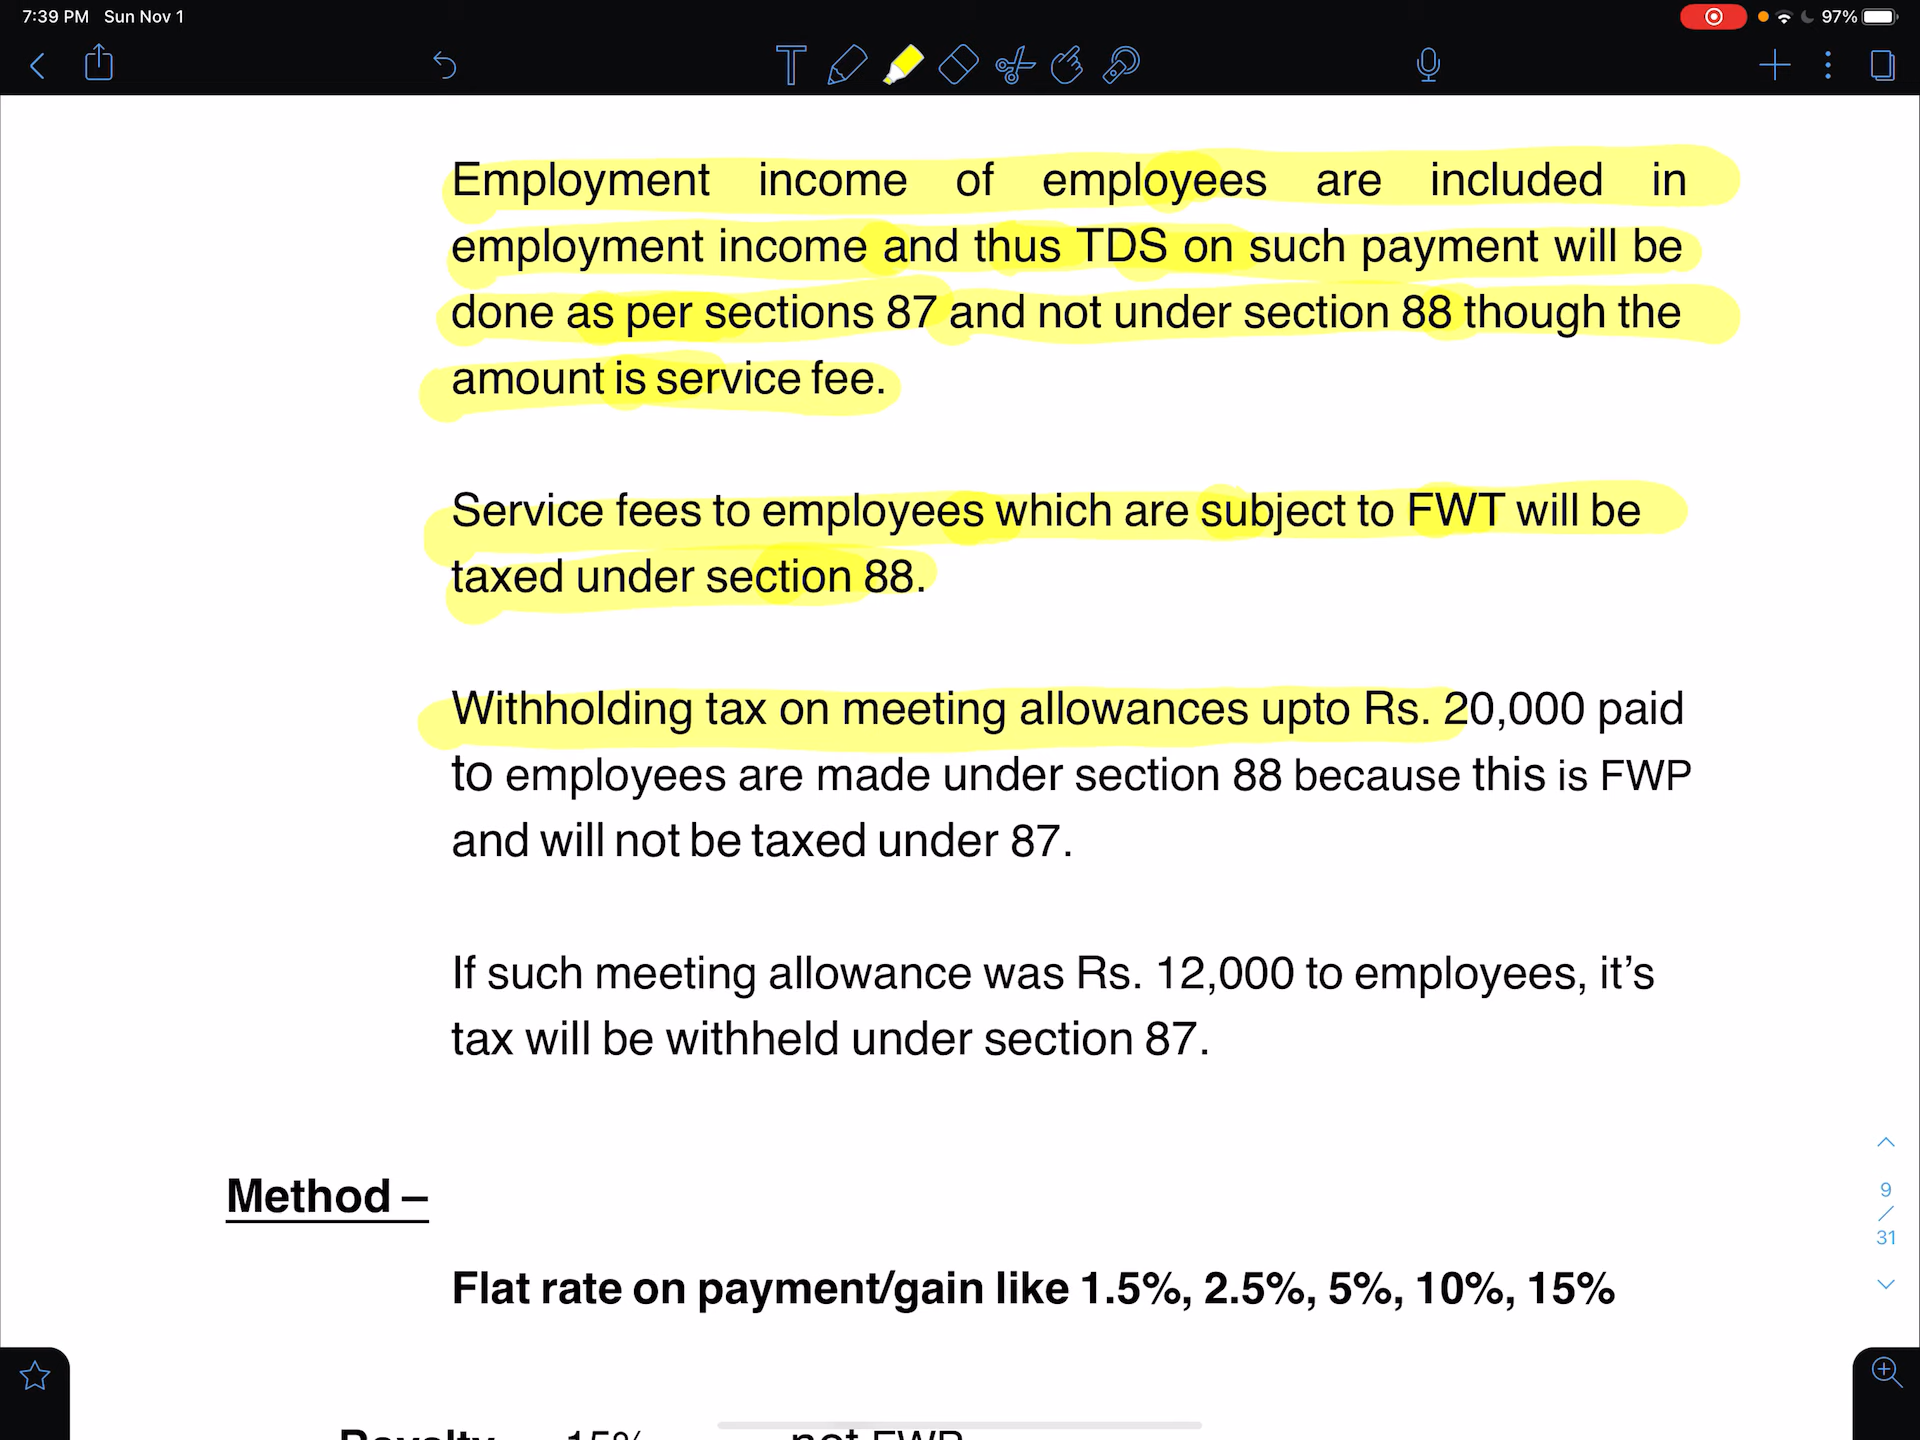 7:39 PM Sun Nov 1
97%
Employment income of employees are included in
employment income and thus TDS on such payment will be
done as per sections 87 and not under section 88 though the
amount is service fee.
Service fees to employees which are subject to FWT will be
taxed under section 88.
Withholding tax on meeting allowances upto Rs. 20,000 paid
to employees are made under section 88 because this is FWP
and will not be taxed under 87.
If such meeting allowance was Rs. 12,000 to employees, it’s
tax will be withheld under section 87.
Method –
9
/
31
Flat rate on payment/gain like 1.5%, 2.5%, 5%, 10%, 15%
Royalty 15% not FWP